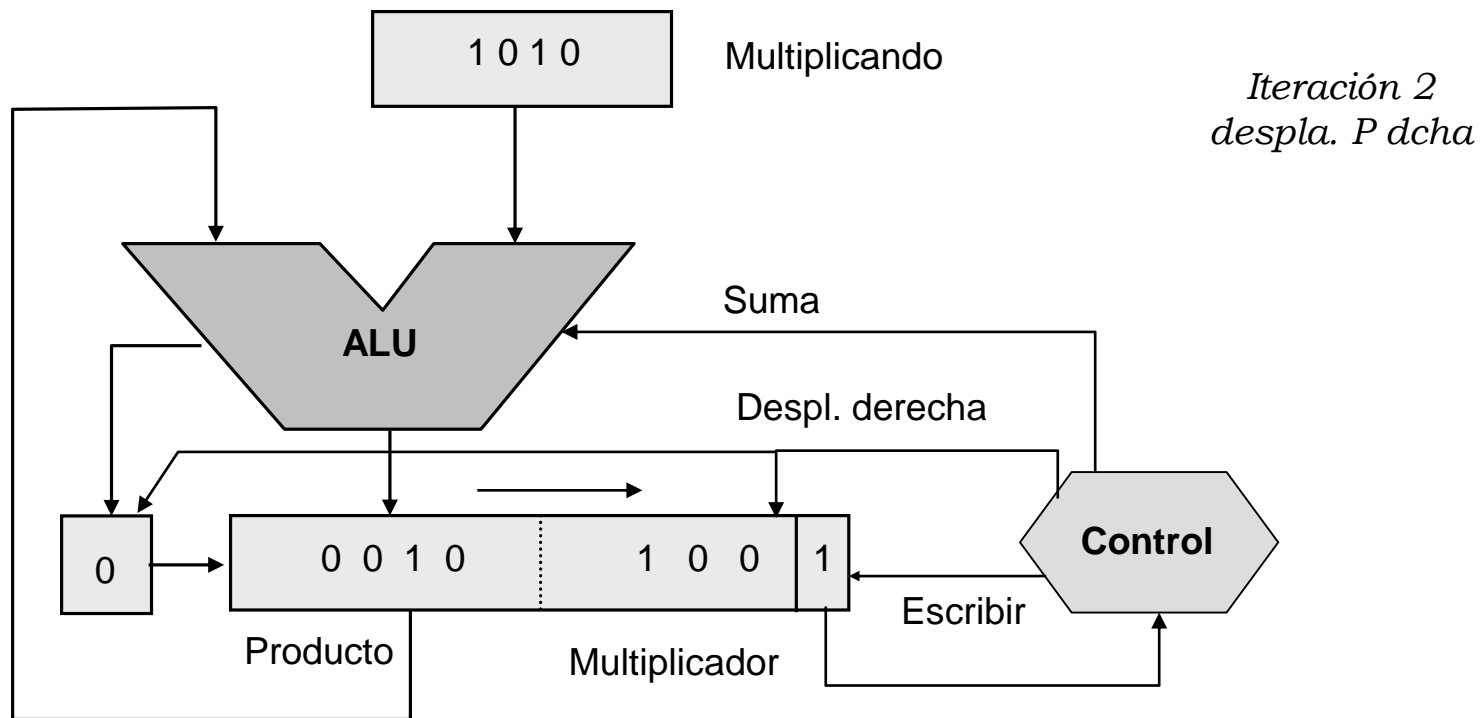 1 0 1 0
Multiplicando
Iteración 2
despla. P dcha
Suma
ALU
Despl. derecha
0
0 0 1 0
1 0 0
1
Control
Escribir
Producto
Multiplicador